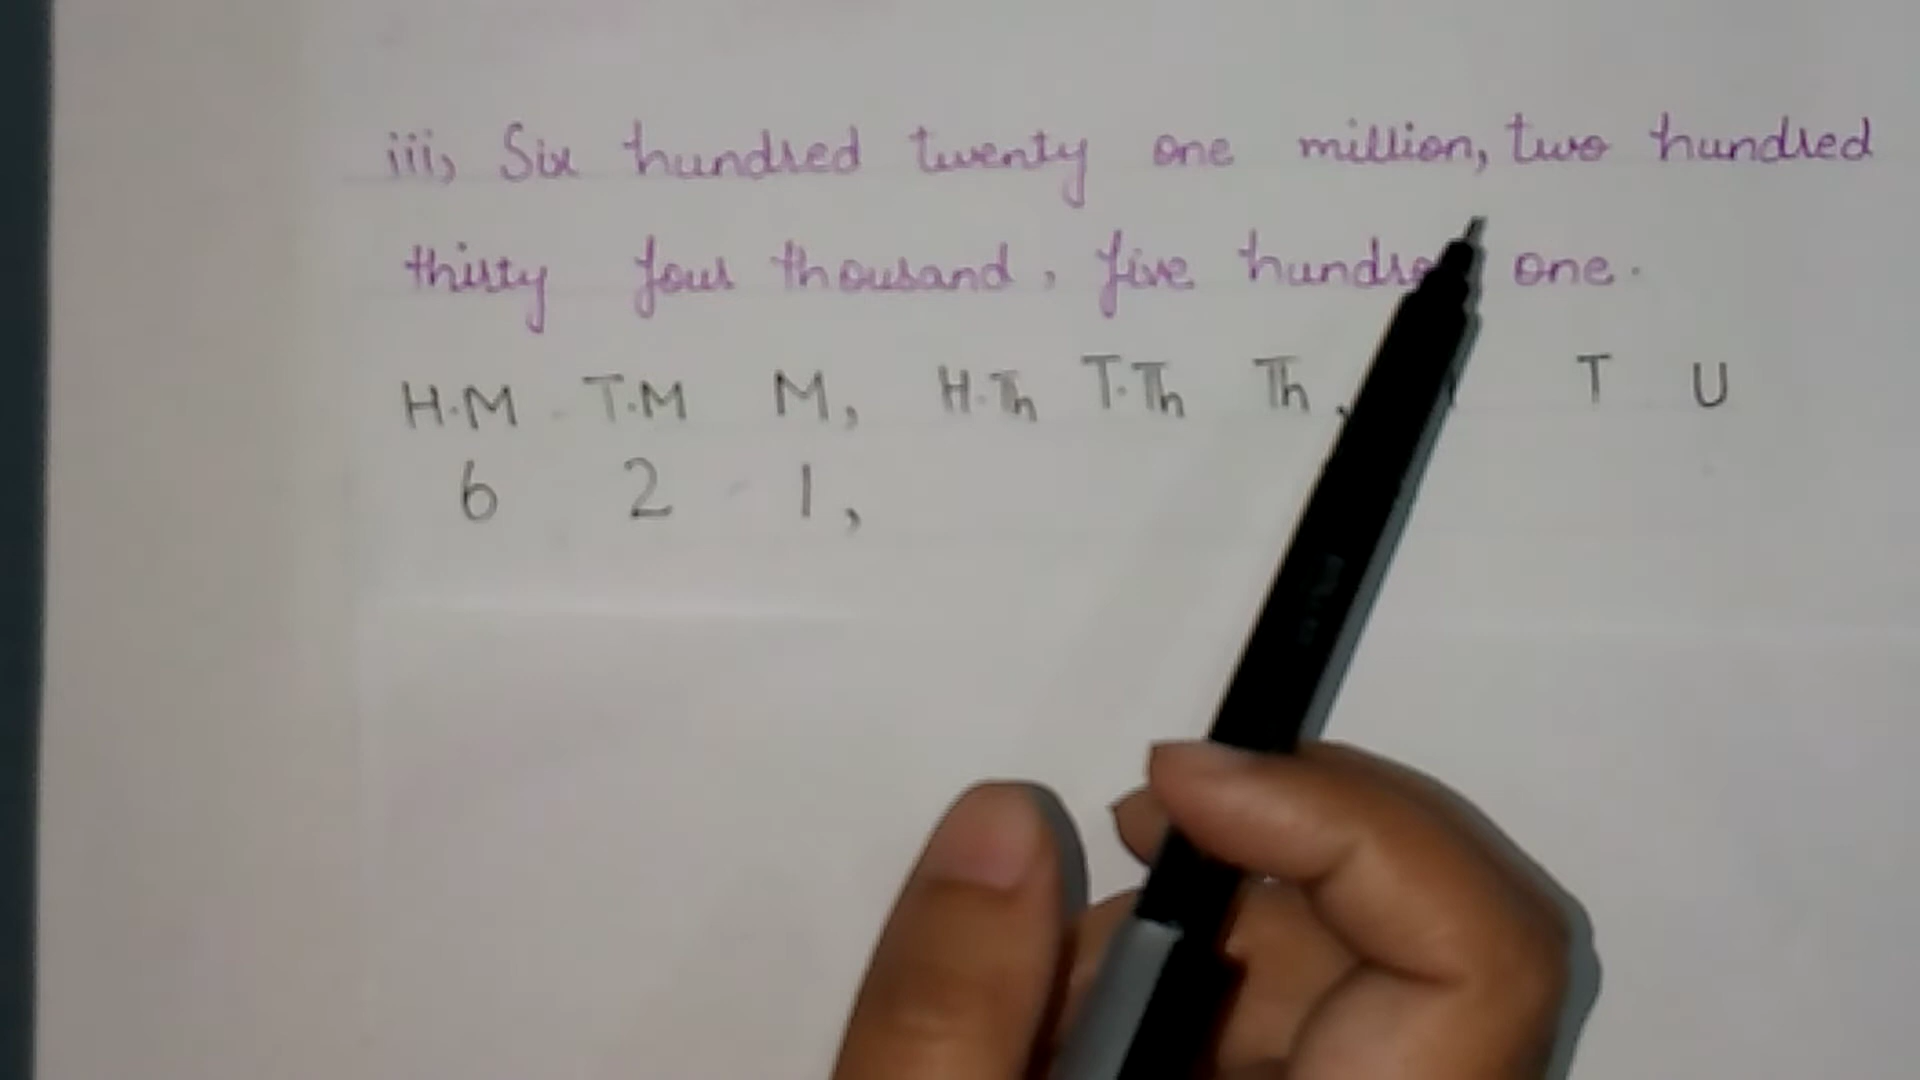 iii, Six hundred twenty one million, two hundred
thirty four thousand, five one.
H.M T.M M, H.Th T.Th Th, T U
6 2 1,